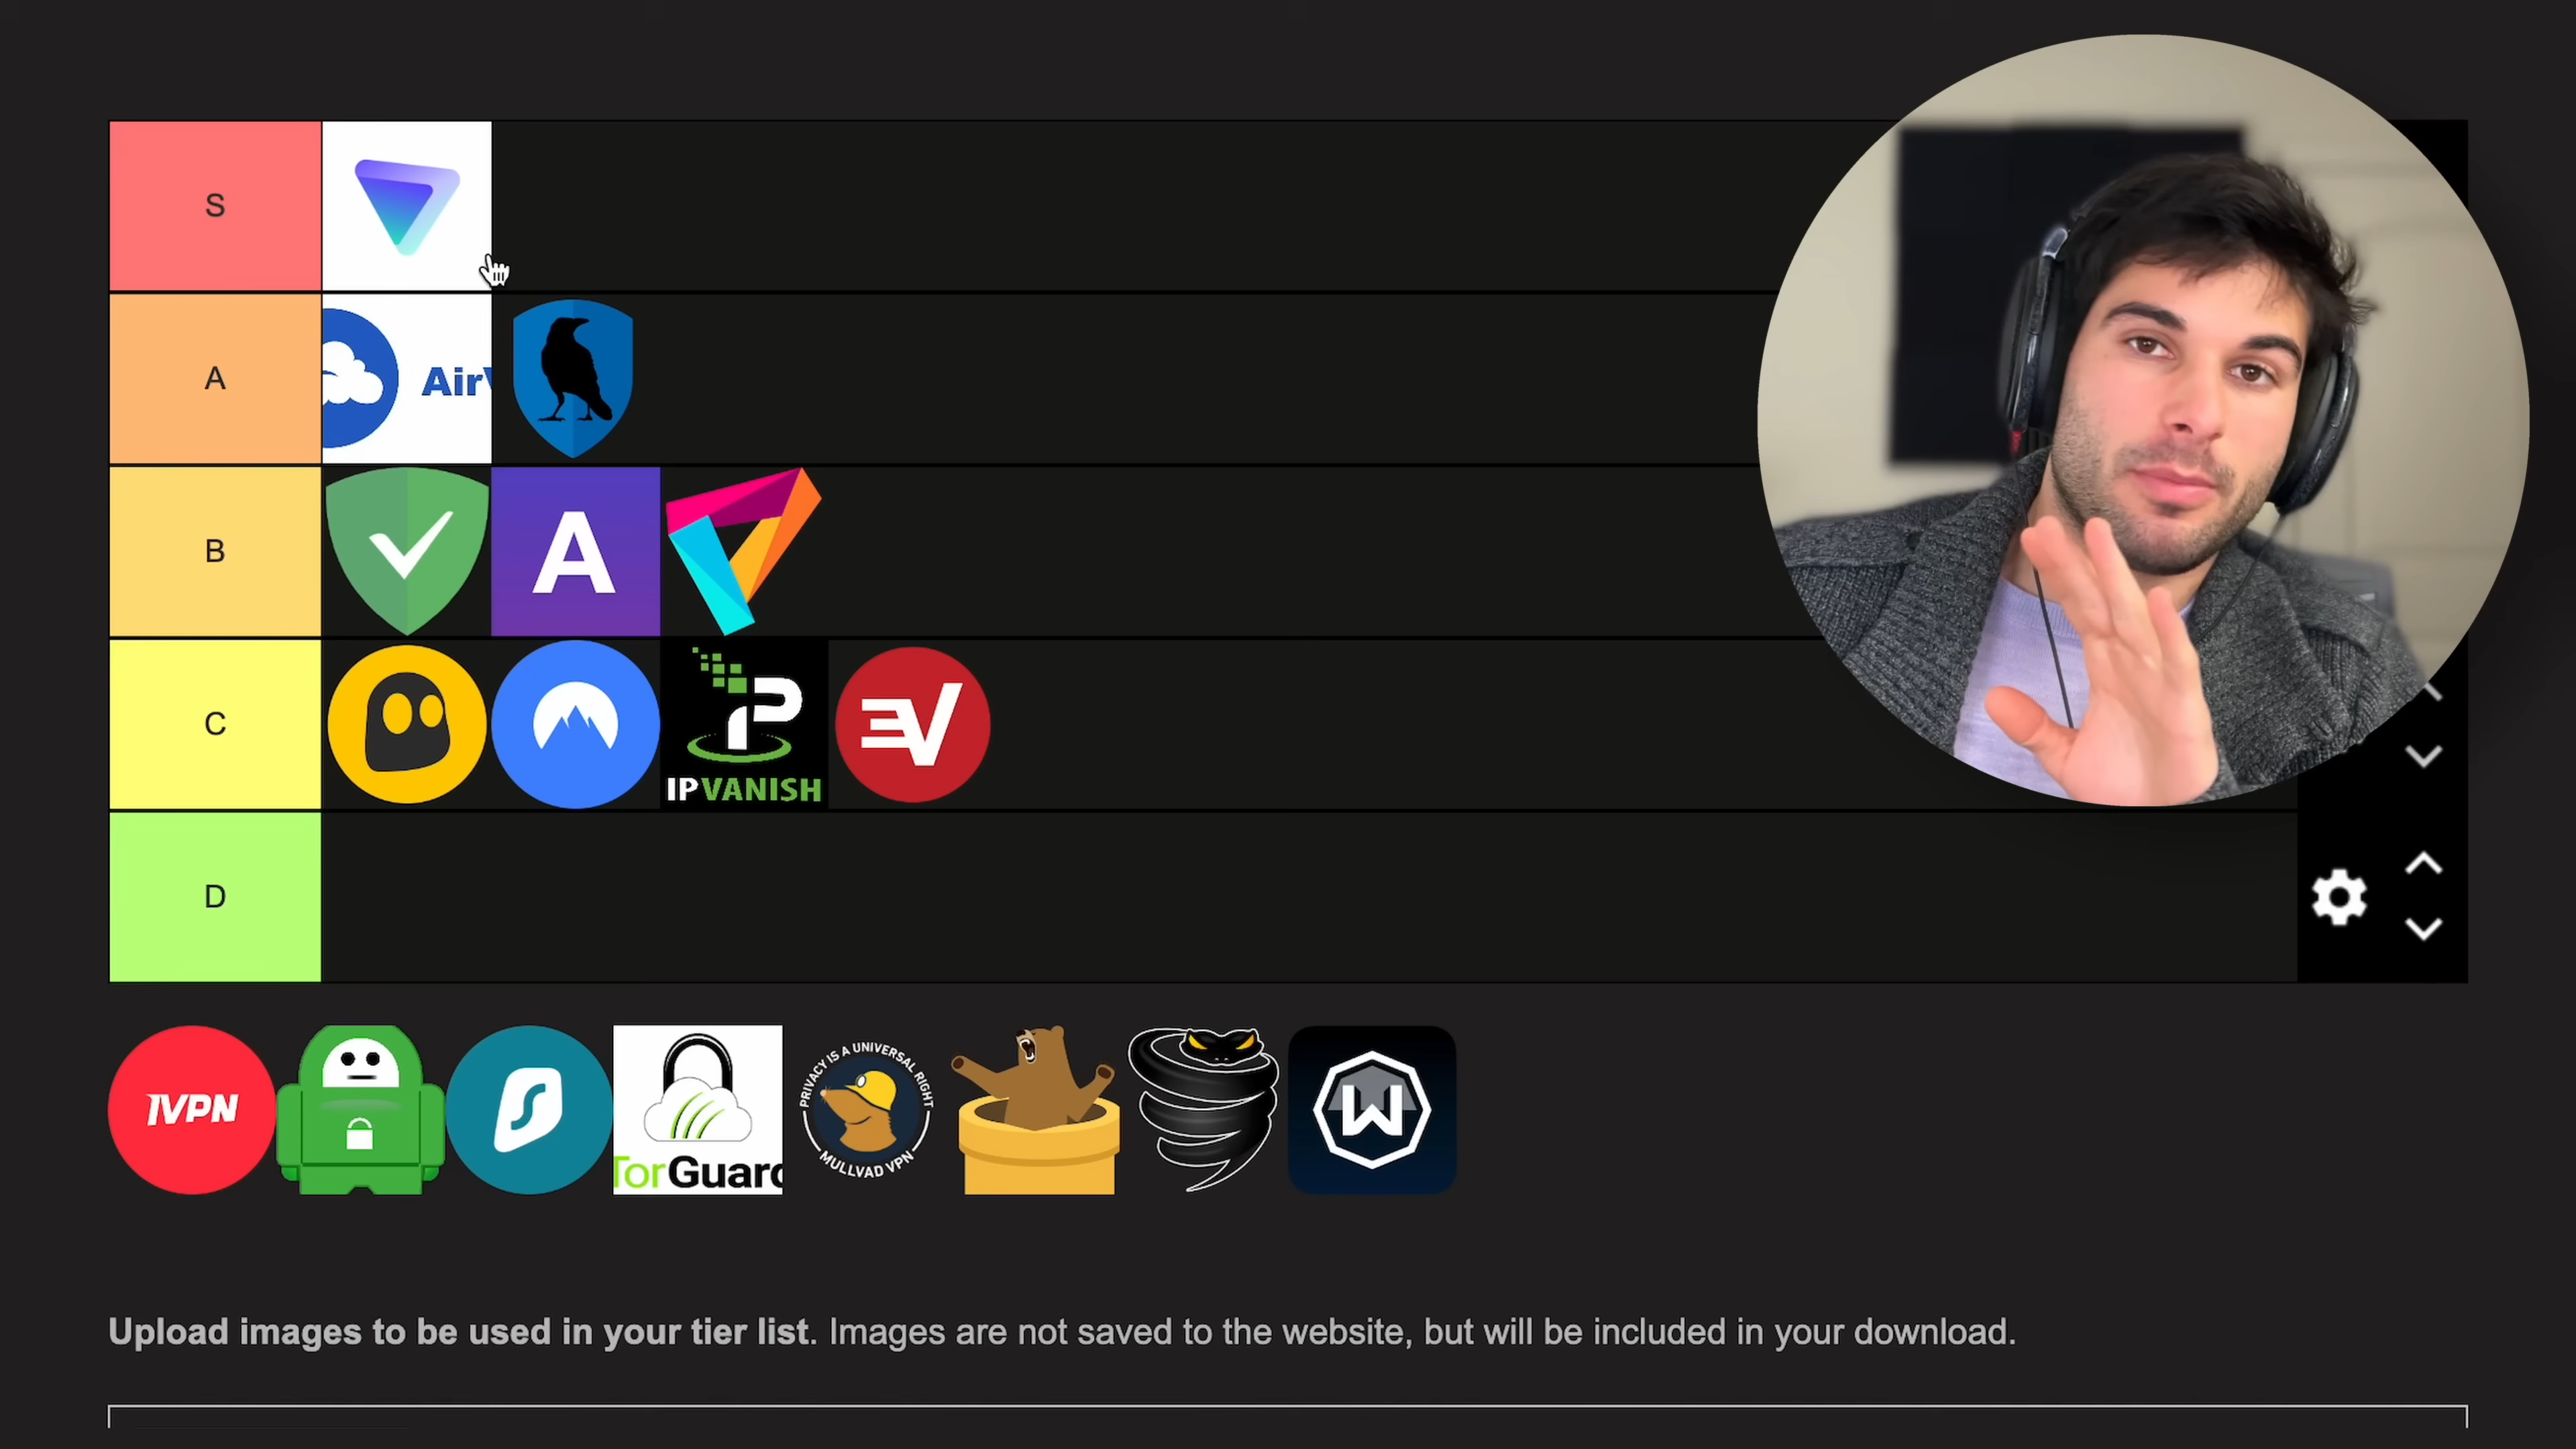 S
A
Air
B
A
C
IPVANISH
EV
D
IVPN
TorGuard
PRIVACY IS A UNIVERSAL RIGHT
MULLVAD VPN
W
Upload images to be used in your tier list. Images are not saved to the website, but will be included in your download.